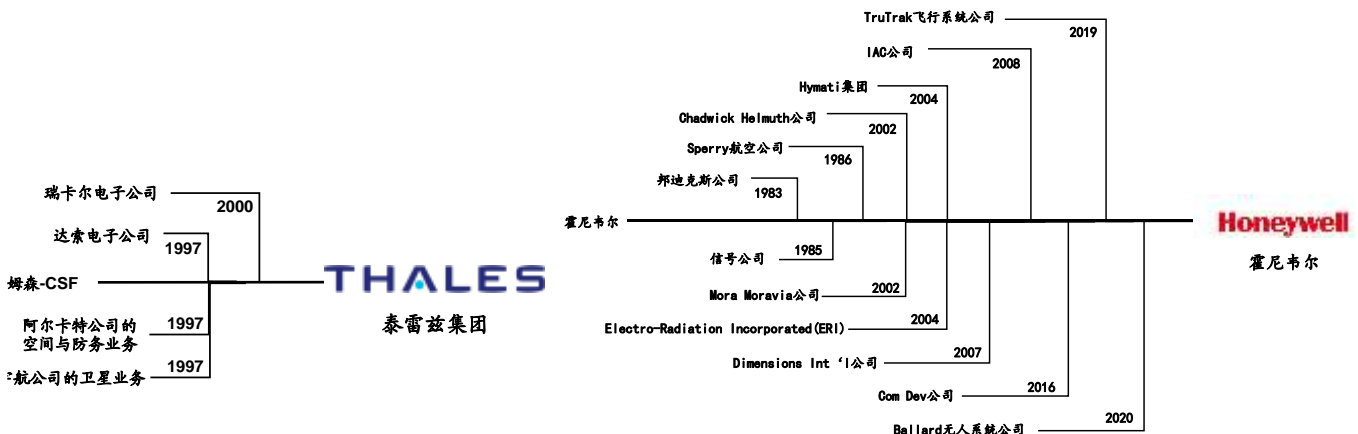 瑞卡尔电子公司
2000
达索电子公司
1997
姆森-CSF
1997
阿尔卡特公司的
空间与防务业务
1997
宇航公司的卫星业务
THALES
泰雷兹集团
TruTrak飞行系统公司
2019
IAC公司
2008
Hymati集团
2004
Chadwick Helmuth公司
2002
Sperry航空公司
1986
邦迪克斯公司
1983
霍尼韦尔
信号公司
1985
Mora Moravia公司
2002
Electro-Radiation Incorporated(ERI)
2004
Dimensions Int‘l公司
2007
Com Dev公司
2016
Ballard无人系统公司
2020
Honeywell
霍尼韦尔